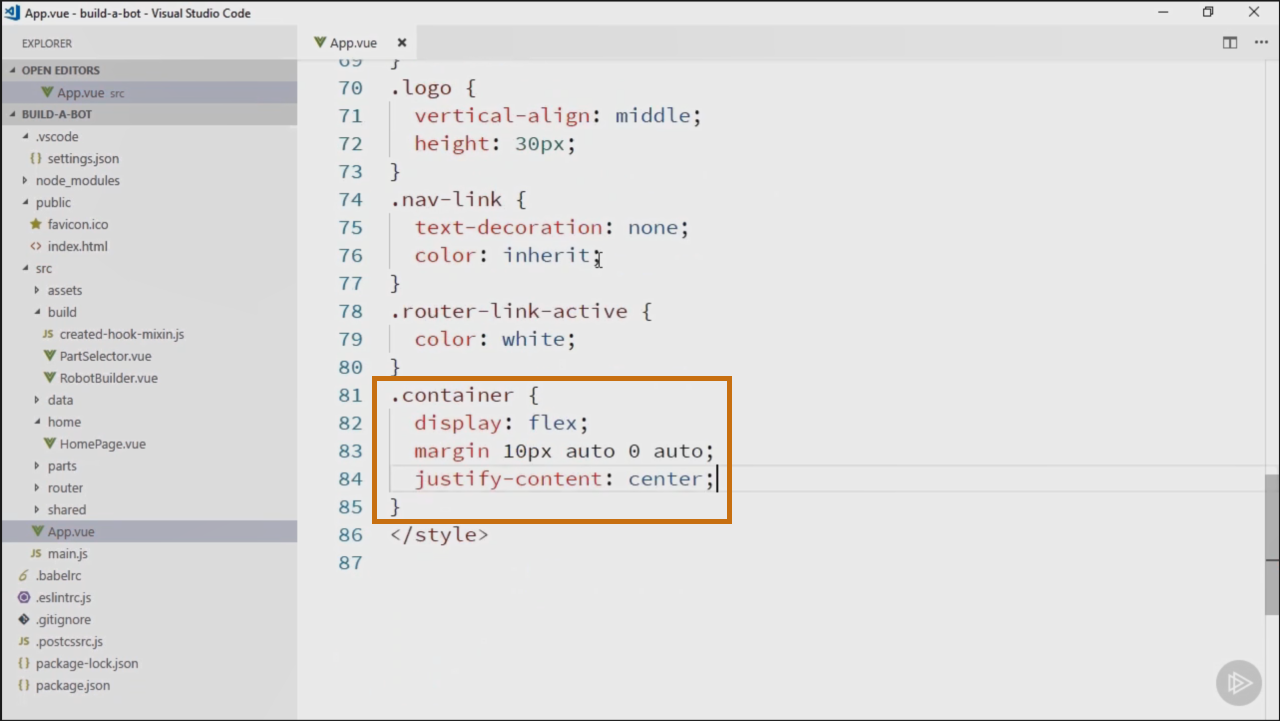 App.vue - build-a-bot - Visual Studio Code
EXPLORER
OPEN EDITORS
App.vue src
BUILD-A-BOT
.vscode
{} settings.json
node_modules
public
favicon.ico
<> index.html
src
assets
build
JS created-hook-mixin.js
PartSelector.vue
RobotBuilder.vue
data
home
HomePage.vue
parts
router
shared
App.vue
JS main.js
.babelrc
.eslintrc.js
.gitignore
JS .postcssrc.js
{} package-lock.json
{} package.json
App.vue
69 }
70 .logo {
71 vertical-align: middle;
72 height: 30px;
73 }
74 .nav-link {
75 text-decoration: none;
76 color: inherit;
77 }
78 .router-link-active {
79 color: white;
80 }
81 .container {
82 display: flex;
83 margin 10px auto 0 auto;
84 justify-content: center;
85 }
86 </style>
87